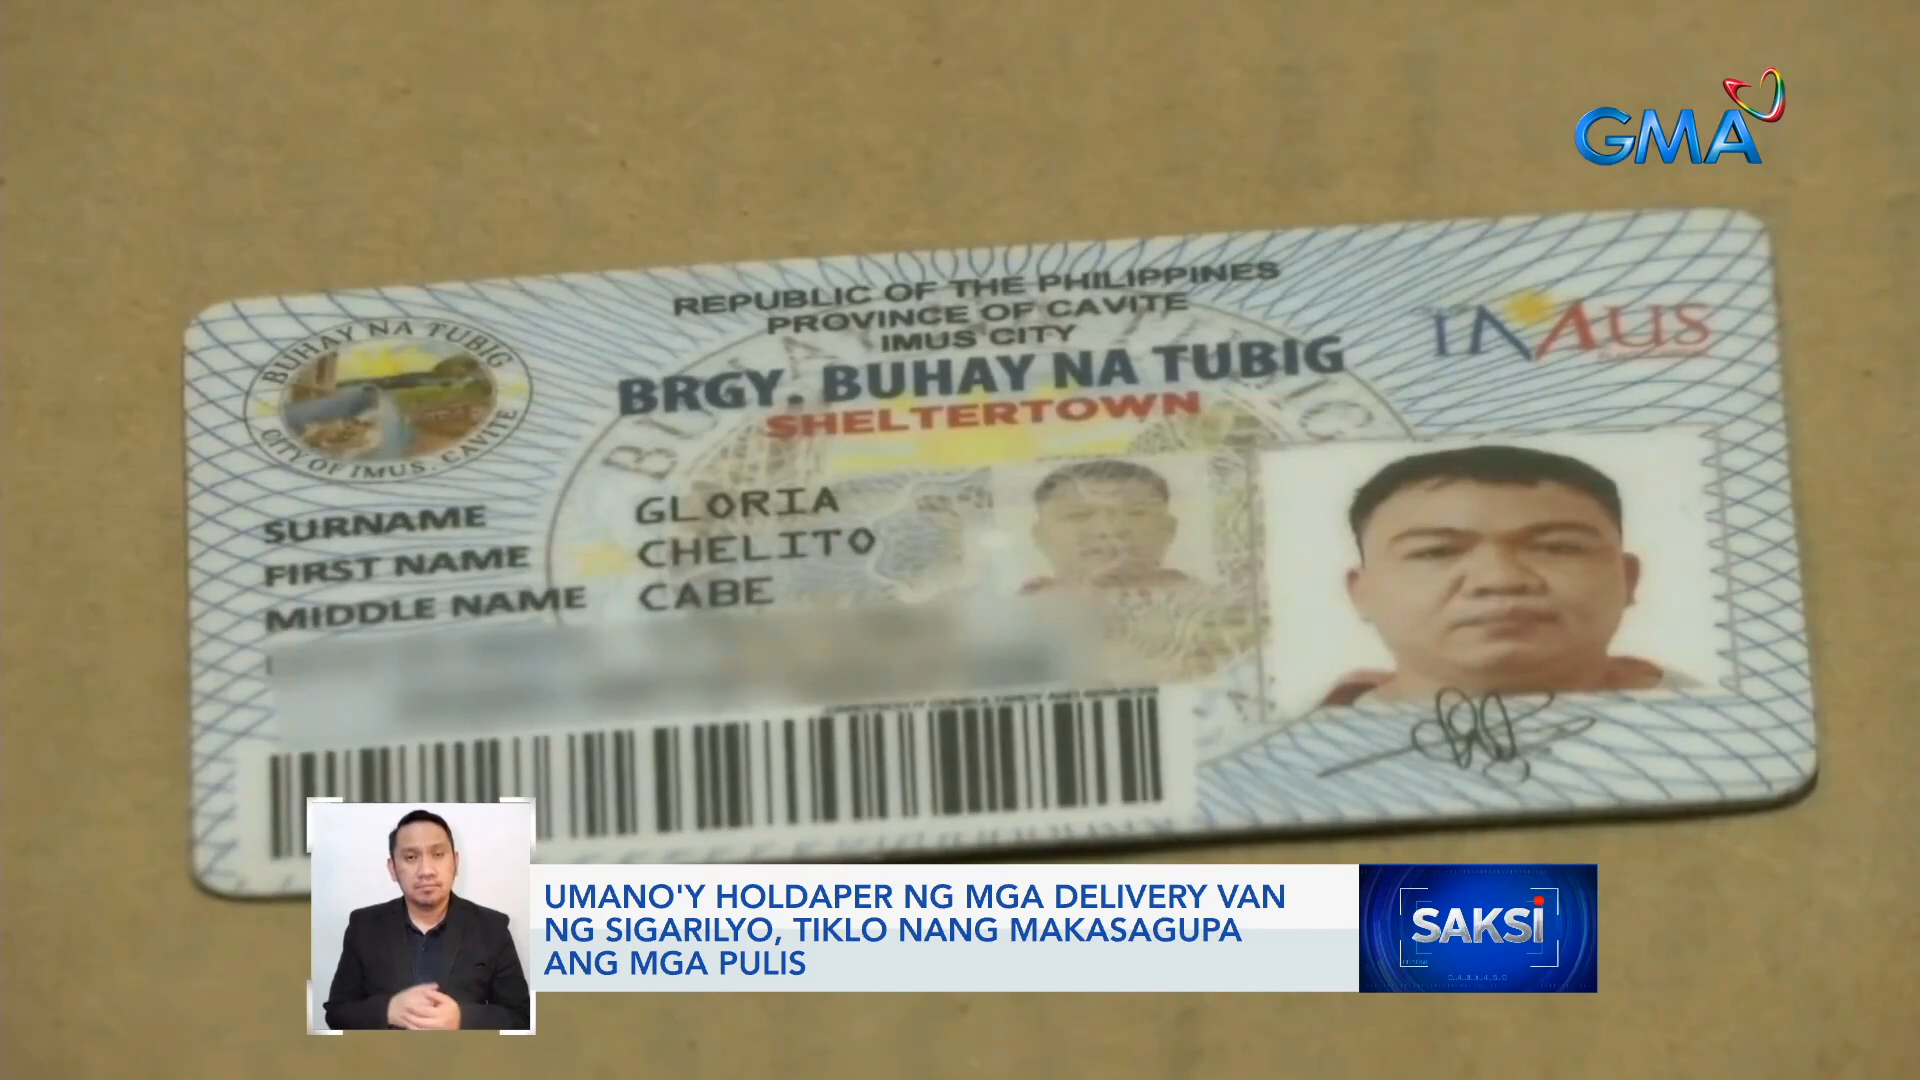 GMA
REPUBLIC OF THE PHILIPPINES
PROVINCE OF CAVITE
IMUS CITY
BRGY. BUHAY NA TUBIG
SHELTERTOWN
BUHAY NA TUBIG
CITY OF IMUS, CAVITE
IMUS
SURNAME GLORIA
FIRST NAME CHELITO
MIDDLE NAME CABE
UMANO'Y HOLDAPER NG MGA DELIVERY VAN
NG SIGARILYO, TIKLO NANG MAKASAGUPA
ANG MGA PULIS
SAKSI